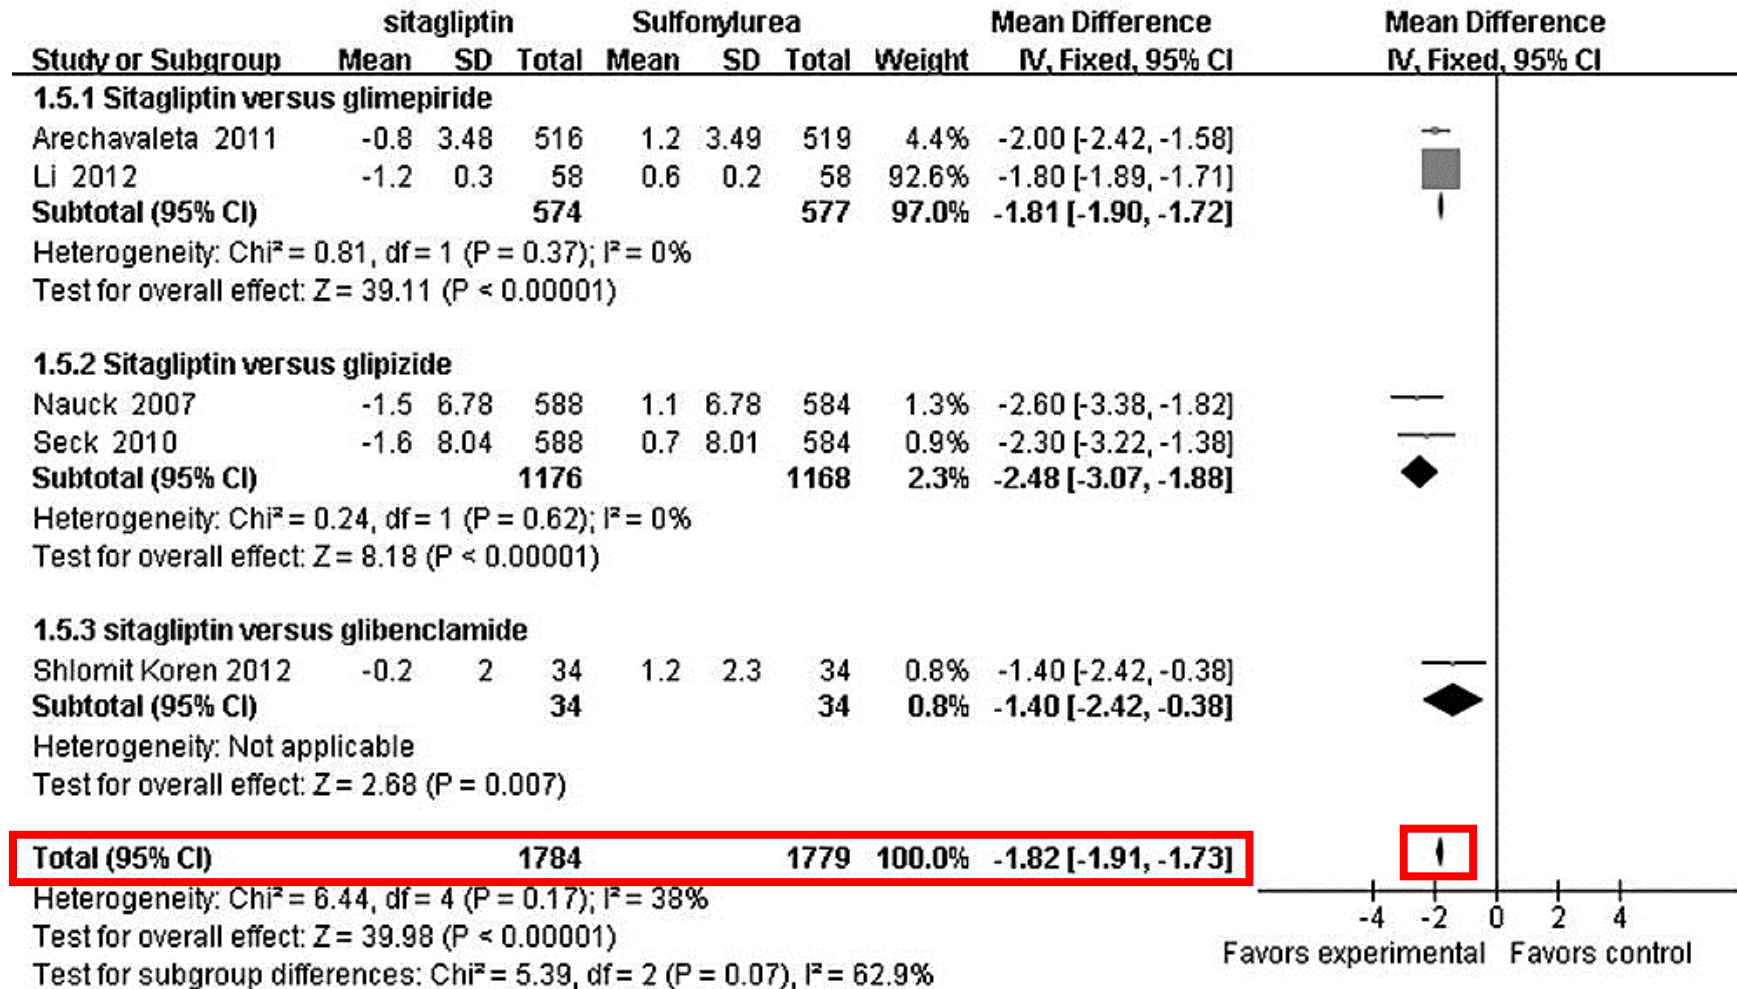 sitagliptin Sulfonylurea Mean Difference Mean Difference
Study or Subgroup Mean SD Total Mean SD Total Weight IV, Fixed, 95% CI IV, Fixed, 95% CI
1.5.1 Sitagliptin versus glimepiride
Arechavaleta 2011 -0.8 3.48 516 1.2 3.49 519 4.4% -2.00 [-2.42, -1.58]
Li 2012 -1.2 0.3 58 0.6 0.2 58 92.6% -1.80 [-1.89, -1.71]
Subtotal (95% CI) 574 577 97.0% -1.81 [-1.90, -1.72]
Heterogeneity: Chi² = 0.81, df = 1 (P = 0.37); I² = 0%
Test for overall effect: Z = 39.11 (P < 0.00001)
1.5.2 Sitagliptin versus glipizide
Nauck 2007 -1.5 6.78 588 1.1 6.78 584 1.3% -2.60 [-3.38, -1.82]
Seck 2010 -1.6 8.04 588 0.7 8.01 584 0.9% -2.30 [-3.22, -1.38]
Subtotal (95% CI) 1176 1168 2.3% -2.48 [-3.07, -1.88]
Heterogeneity: Chi² = 0.24, df = 1 (P = 0.62); I² = 0%
Test for overall effect: Z = 8.18 (P < 0.00001)
1.5.3 sitagliptin versus glibenclamide
Shlomit Koren 2012 -0.2 2 34 1.2 2.3 34 0.8% -1.40 [-2.42, -0.38]
Subtotal (95% CI) 34 34 0.8% -1.40 [-2.42, -0.38]
Heterogeneity: Not applicable
Test for overall effect: Z = 2.68 (P = 0.007)
Total (95% CI) 1784 1779 100.0% -1.82 [-1.91, -1.73]
Heterogeneity: Chi² = 6.44, df = 4 (P = 0.17); I² = 38%
Test for overall effect: Z = 39.98 (P < 0.00001)
Test for subgroup differences: Chi² = 5.39, df = 2 (P = 0.07), I² = 62.9%
-4 -2 0 2 4
Favors experimental Favors control